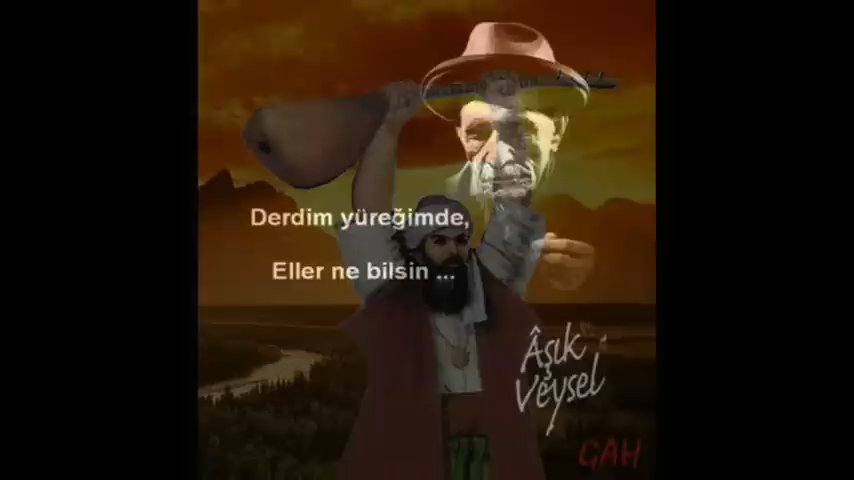 Derdim yüreğimde,
Eller ne bilsin ...
Âşık
Veysel
GAH